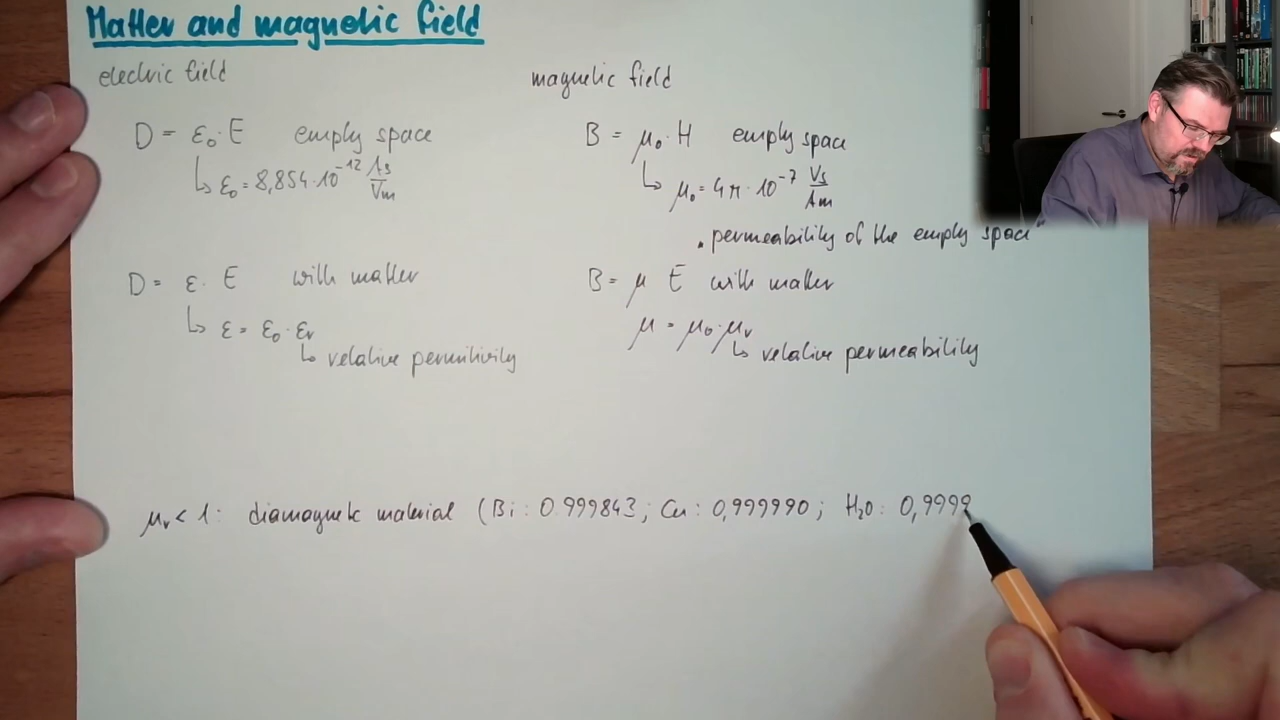 Matter and magnetic field
electric field
magnetic field
D = ε₀· E empty space
B = μ₀· H empty space
↳ ε₀ = 8,854·10⁻¹² As/Vm
↳ μ₀ = 4π·10⁻⁷ Vs/Am
„permeability of the empty space"
D = ε· E with matter
B = μ E with matter
↳ ε = ε₀·εr
μ = μ₀·μr
↳ relative permitivity
↳ relative permeability
μr < 1: diamagnetic material (Bi: 0.999843; Cu: 0,999990; H₂O: 0,9999